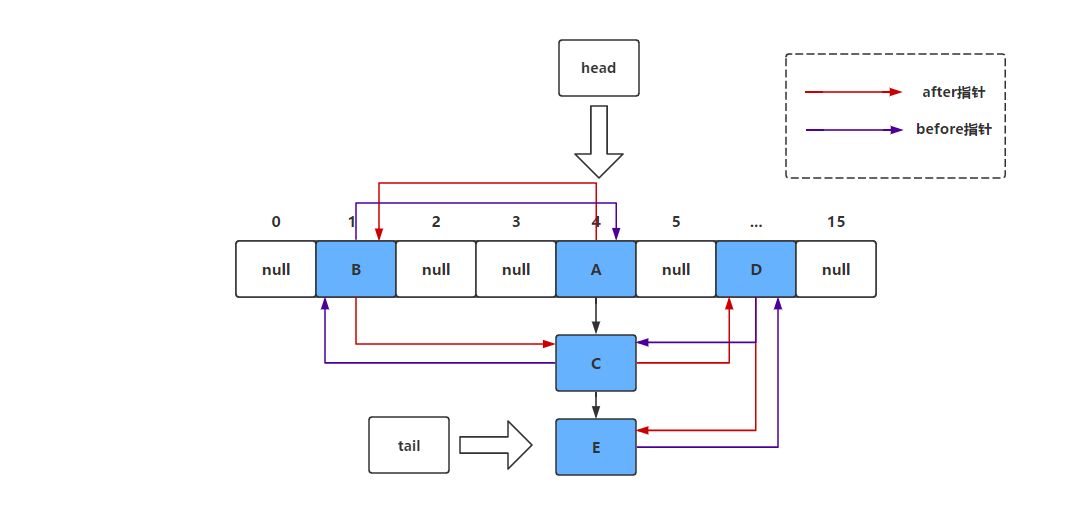 head
after指针
before指针
0 1 2 3 4 5 ... 15
null B null null A null D null
C
tail
E